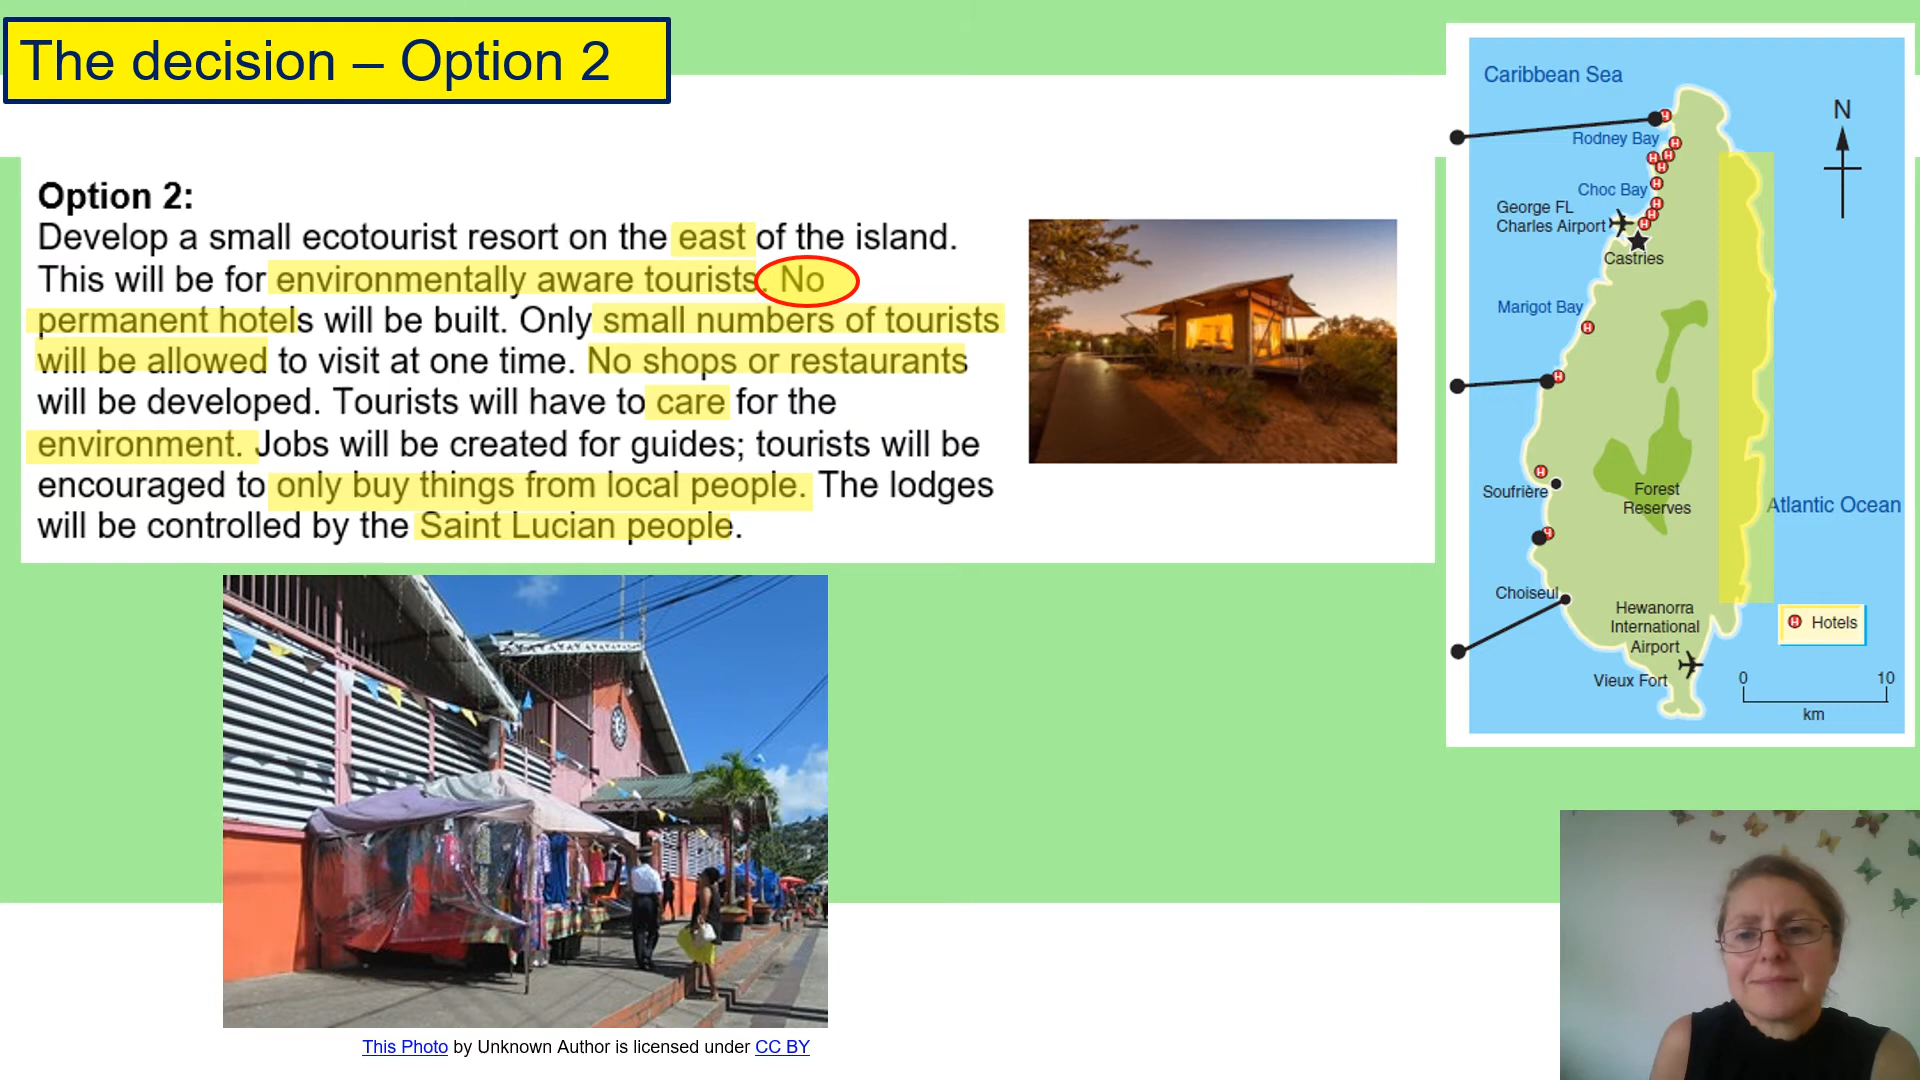 The decision – Option 2
Option 2:
Develop a small ecotourist resort on the east of the island.
This will be for environmentally aware tourists. No
permanent hotels will be built. Only small numbers of tourists
will be allowed to visit at one time. No shops or restaurants
will be developed. Tourists will have to care for the
environment. Jobs will be created for guides; tourists will be
encouraged to only buy things from local people. The lodges
will be controlled by the Saint Lucian people.
This Photo by Unknown Author is licensed under CC BY
Caribbean Sea
N
H
Rodney Bay
H
H
H
H
Choc Bay
H
George FL
Charles Airport
H
H
H
Castries
Marigot Bay
H
H
H
Soufrière
Forest
Reserves
Atlantic Ocean
H
Choiseul
Hewanorra
International
Airport
H Hotels
Vieux Fort
0 10
km